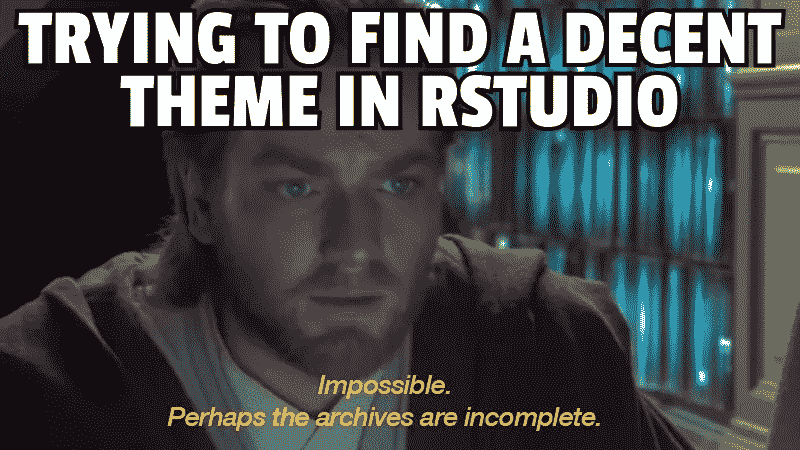 TRYING TO FIND A DECENT
THEME IN RSTUDIO
Impossible.
Perhaps the archives are incomplete.